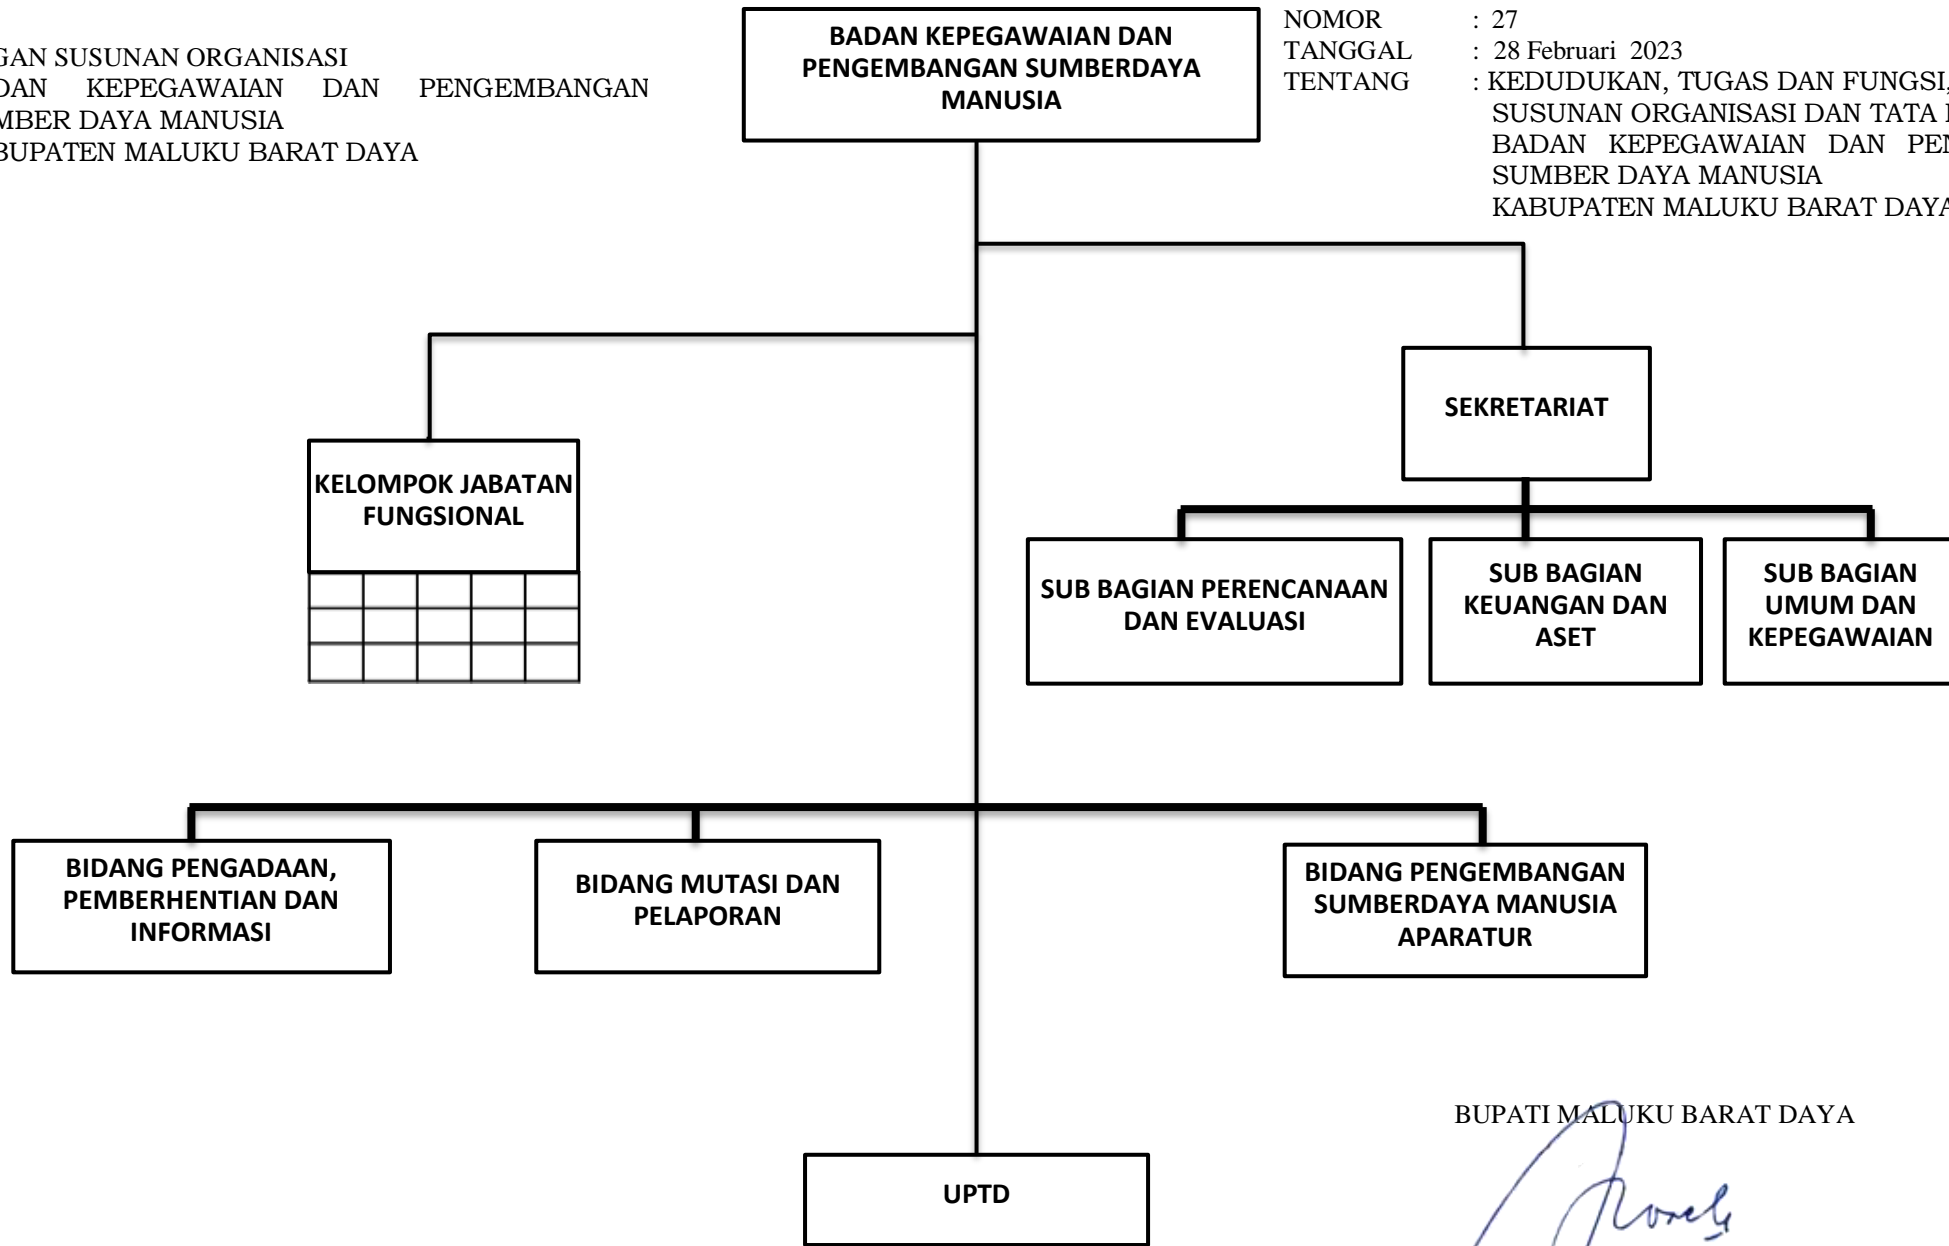 GAN SUSUNAN ORGANISASI
DAN KEPEGAWAIAN DAN PENGEMBANGAN
MBER DAYA MANUSIA
BUPATEN MALUKU BARAT DAYA
BADAN KEPEGAWAIAN DAN
PENGEMBANGAN SUMBERDAYA
MANUSIA
NOMOR : 27
TANGGAL : 28 Februari 2023
TENTANG : KEDUDUKAN, TUGAS DAN FUNGSI,
SUSUNAN ORGANISASI DAN TATA
BADAN KEPEGAWAIAN DAN PEN
SUMBER DAYA MANUSIA
KABUPATEN MALUKU BARAT DAYA
SEKRETARIAT
KELOMPOK JABATAN
FUNGSIONAL
SUB BAGIAN PERENCANAAN
DAN EVALUASI
SUB BAGIAN
KEUANGAN DAN
ASET
SUB BAGIAN
UMUM DAN
KEPEGAWAIAN
BIDANG PENGADAAN,
PEMBERHENTIAN DAN
INFORMASI
BIDANG MUTASI DAN
PELAPORAN
BIDANG PENGEMBANGAN
SUMBERDAYA MANUSIA
APARATUR
BUPATI MALUKU BARAT DAYA
UPTD